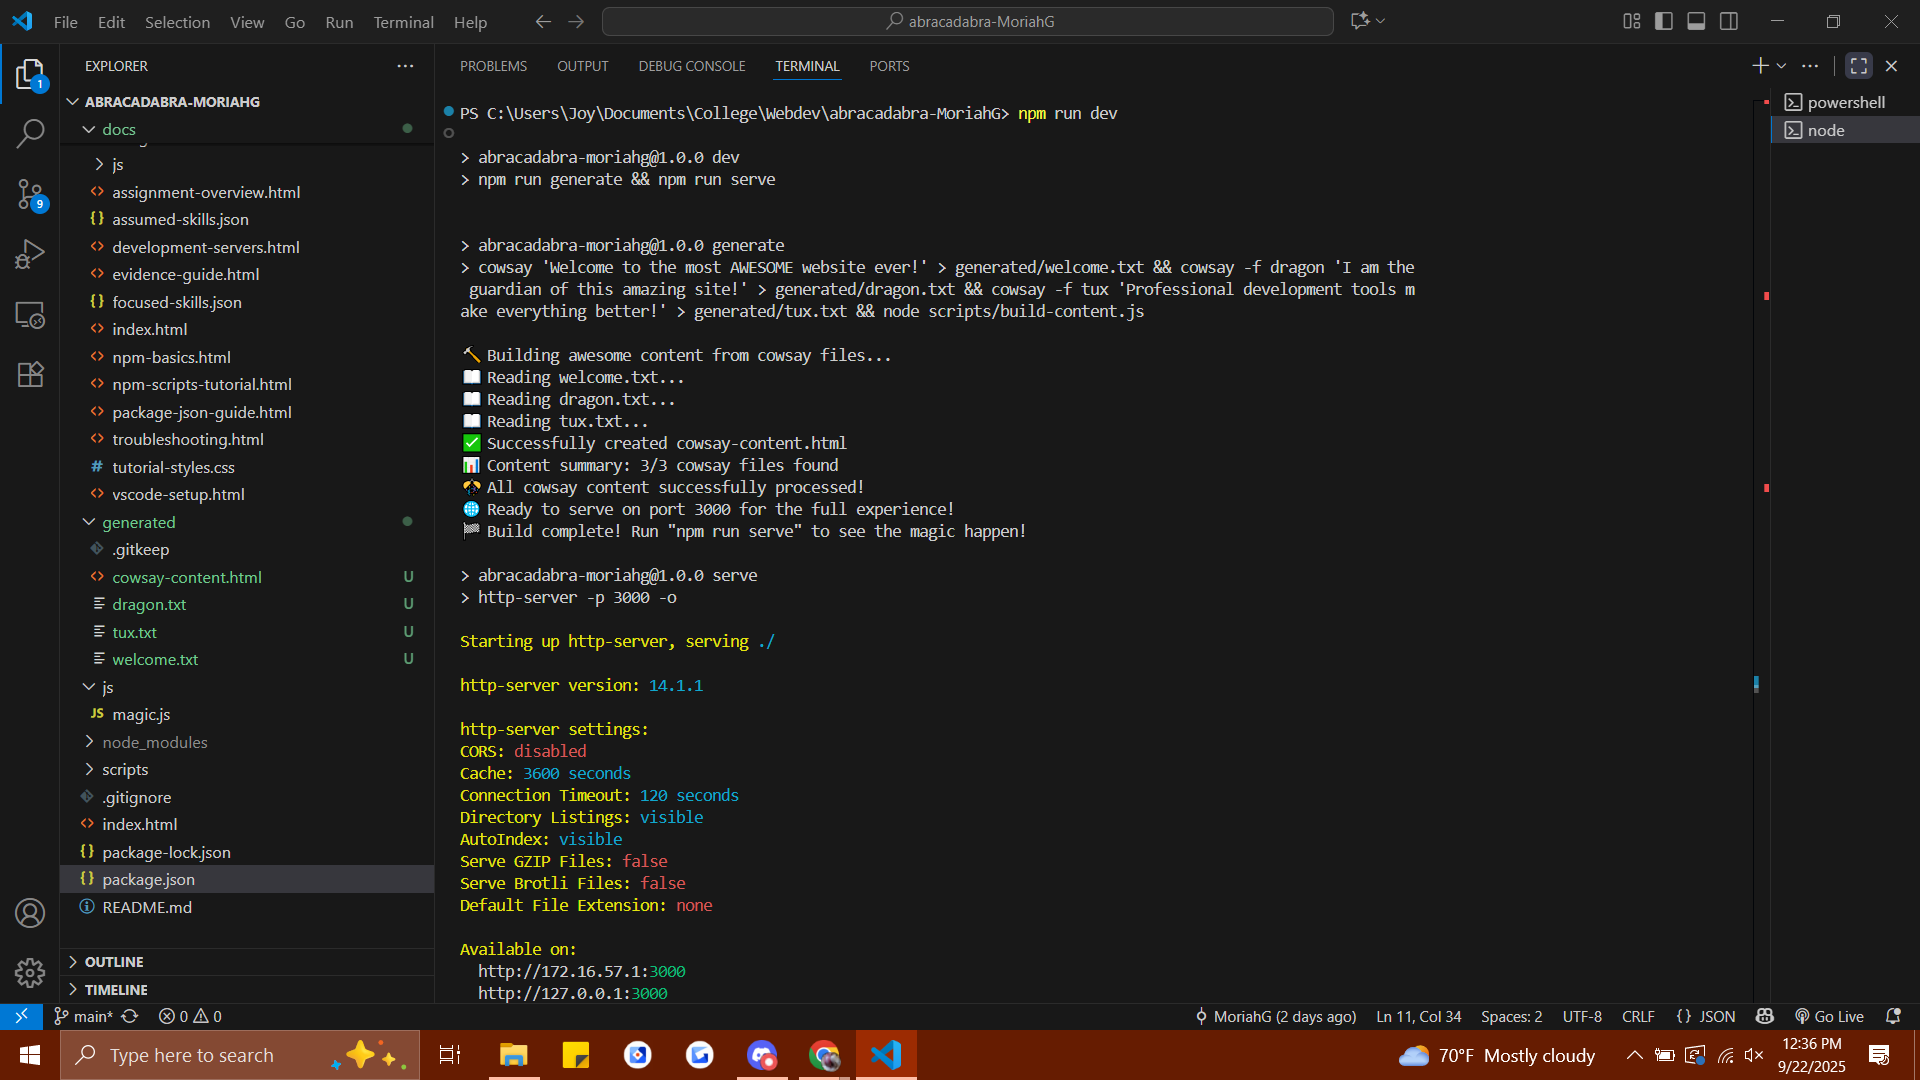 File Edit Selection View Go Run Terminal Help
abracadabra-MoriahG
EXPLORER
ABRACADABRA-MORIAHG
docs
js
assignment-overview.html
assumed-skills.json
development-servers.html
evidence-guide.html
focused-skills.json
index.html
npm-basics.html
npm-scripts-tutorial.html
package-json-guide.html
troubleshooting.html
tutorial-styles.css
vscode-setup.html
generated
.gitkeep
cowsay-content.html U
dragon.txt U
tux.txt U
welcome.txt U
js
JS magic.js
node_modules
scripts
.gitignore
index.html
package-lock.json
package.json
README.md
OUTLINE
TIMELINE
1
9
PROBLEMS OUTPUT DEBUG CONSOLE TERMINAL PORTS
PS C:\Users\Joy\Documents\College\Webdev\abracadabra-MoriahG> npm run dev
> abracadabra-moriahg@1.0.0 dev
> npm run generate && npm run serve
> abracadabra-moriahg@1.0.0 generate
> cowsay 'Welcome to the most AWESOME website ever!' > generated/welcome.txt && cowsay -f dragon 'I am the
guardian of this amazing site!' > generated/dragon.txt && cowsay -f tux 'Professional development tools m
ake everything better!' > generated/tux.txt && node scripts/build-content.js
🔨 Building awesome content from cowsay files...
📖 Reading welcome.txt...
📖 Reading dragon.txt...
📖 Reading tux.txt...
✅ Successfully created cowsay-content.html
📊 Content summary: 3/3 cowsay files found
All cowsay content successfully processed!
🌐 Ready to serve on port 3000 for the full experience!
🏁 Build complete! Run "npm run serve" to see the magic happen!
> abracadabra-moriahg@1.0.0 serve
> http-server -p 3000 -o
Starting up http-server, serving ./
http-server version: 14.1.1
http-server settings:
CORS: disabled
Cache: 3600 seconds
Connection Timeout: 120 seconds
Directory Listings: visible
AutoIndex: visible
Serve GZIP Files: false
Serve Brotli Files: false
Default File Extension: none
Available on:
http://172.16.57.1:3000
http://127.0.0.1:3000
powershell
node
main* 0 0
MoriahG (2 days ago) Ln 11, Col 34 Spaces: 2 UTF-8 CRLF {} JSON Go Live
Type here to search
70°F Mostly cloudy
12:36 PM
9/22/2025